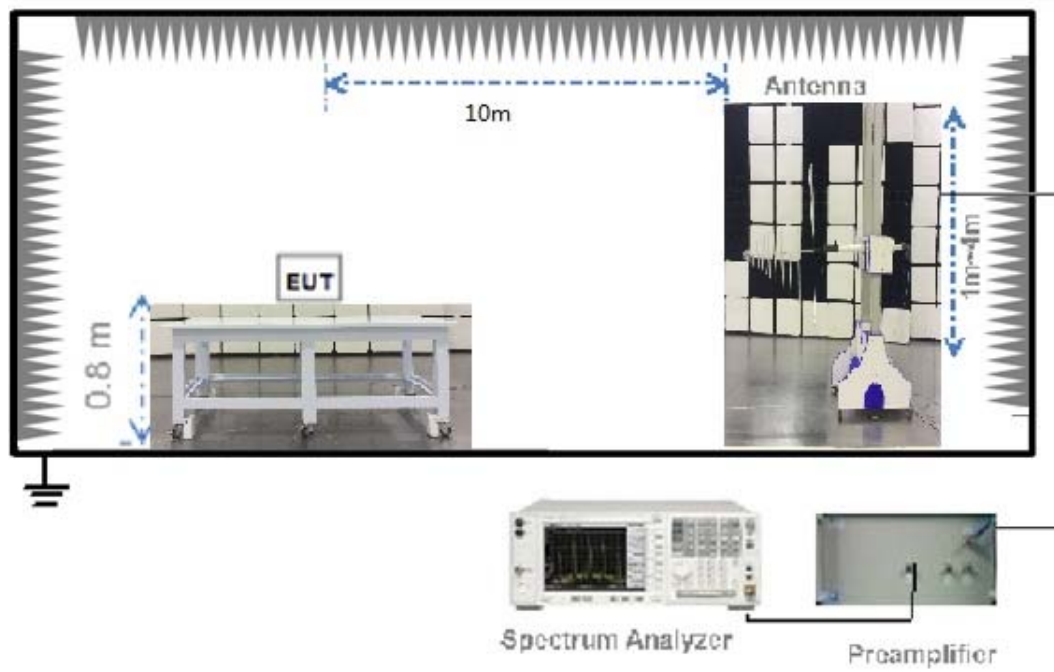 Antenna
10m
1m~4m
EUT
0.8 m
Spectrum Analyzer
Preamplifier